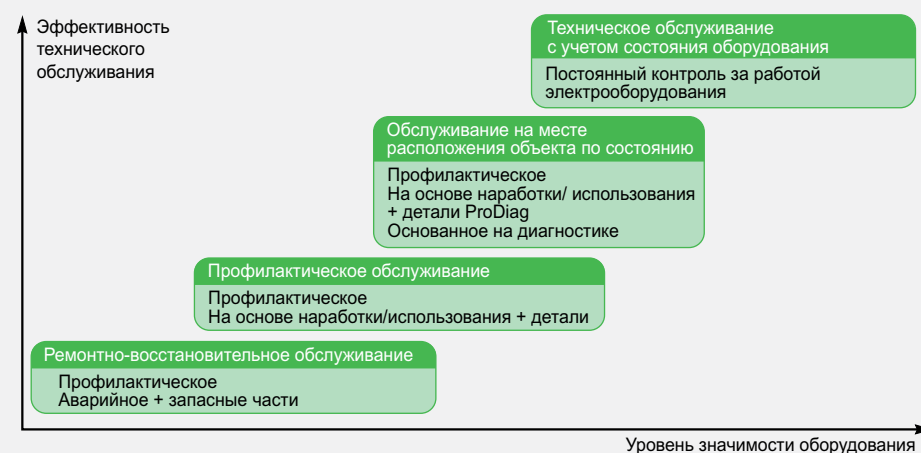 Эффективность
технического
обслуживания
Техническое обслуживание
с учетом состояния оборудования
Постоянный контроль за работой
электрооборудования
Обслуживание на месте
расположения объекта по состоянию
Профилактическое
На основе наработки/ использования
+ детали ProDiag
Основанное на диагностике
Профилактическое обслуживание
Профилактическое
На основе наработки/использования + детали
Ремонтно-восстановительное обслуживание
Профилактическое
Аварийное + запасные части
Уровень значимости оборудования